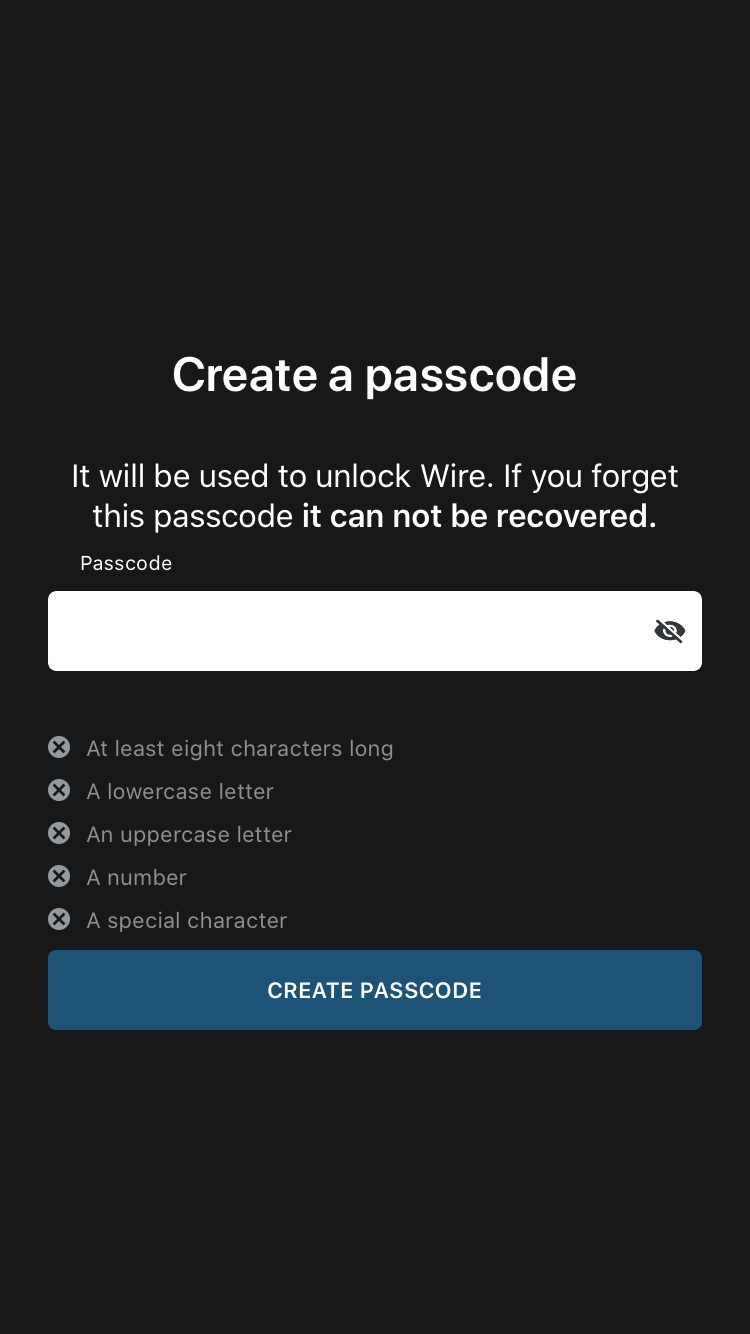 Create a passcode
It will be used to unlock Wire. If you forget
this passcode it can not be recovered.
Passcode
At least eight characters long
A lowercase letter
An uppercase letter
A number
A special character
CREATE PASSCODE